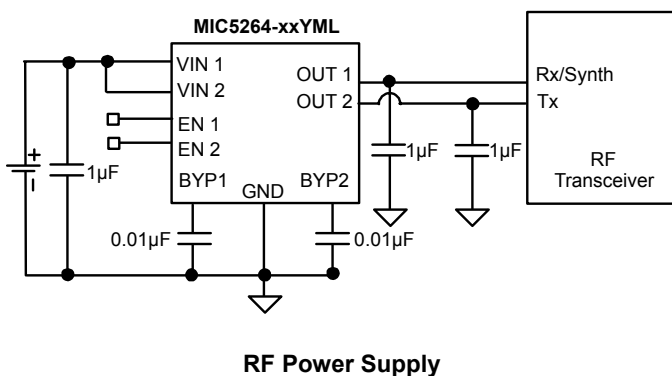 MIC5264-xxYML
VIN 1
VIN 2
EN 1
EN 2
OUT 1
OUT 2
BYP1
GND
BYP2
+
-
1µF
0.01µF
0.01µF
1µF
1µF
Rx/Synth
Tx
RF
Transceiver
RF Power Supply